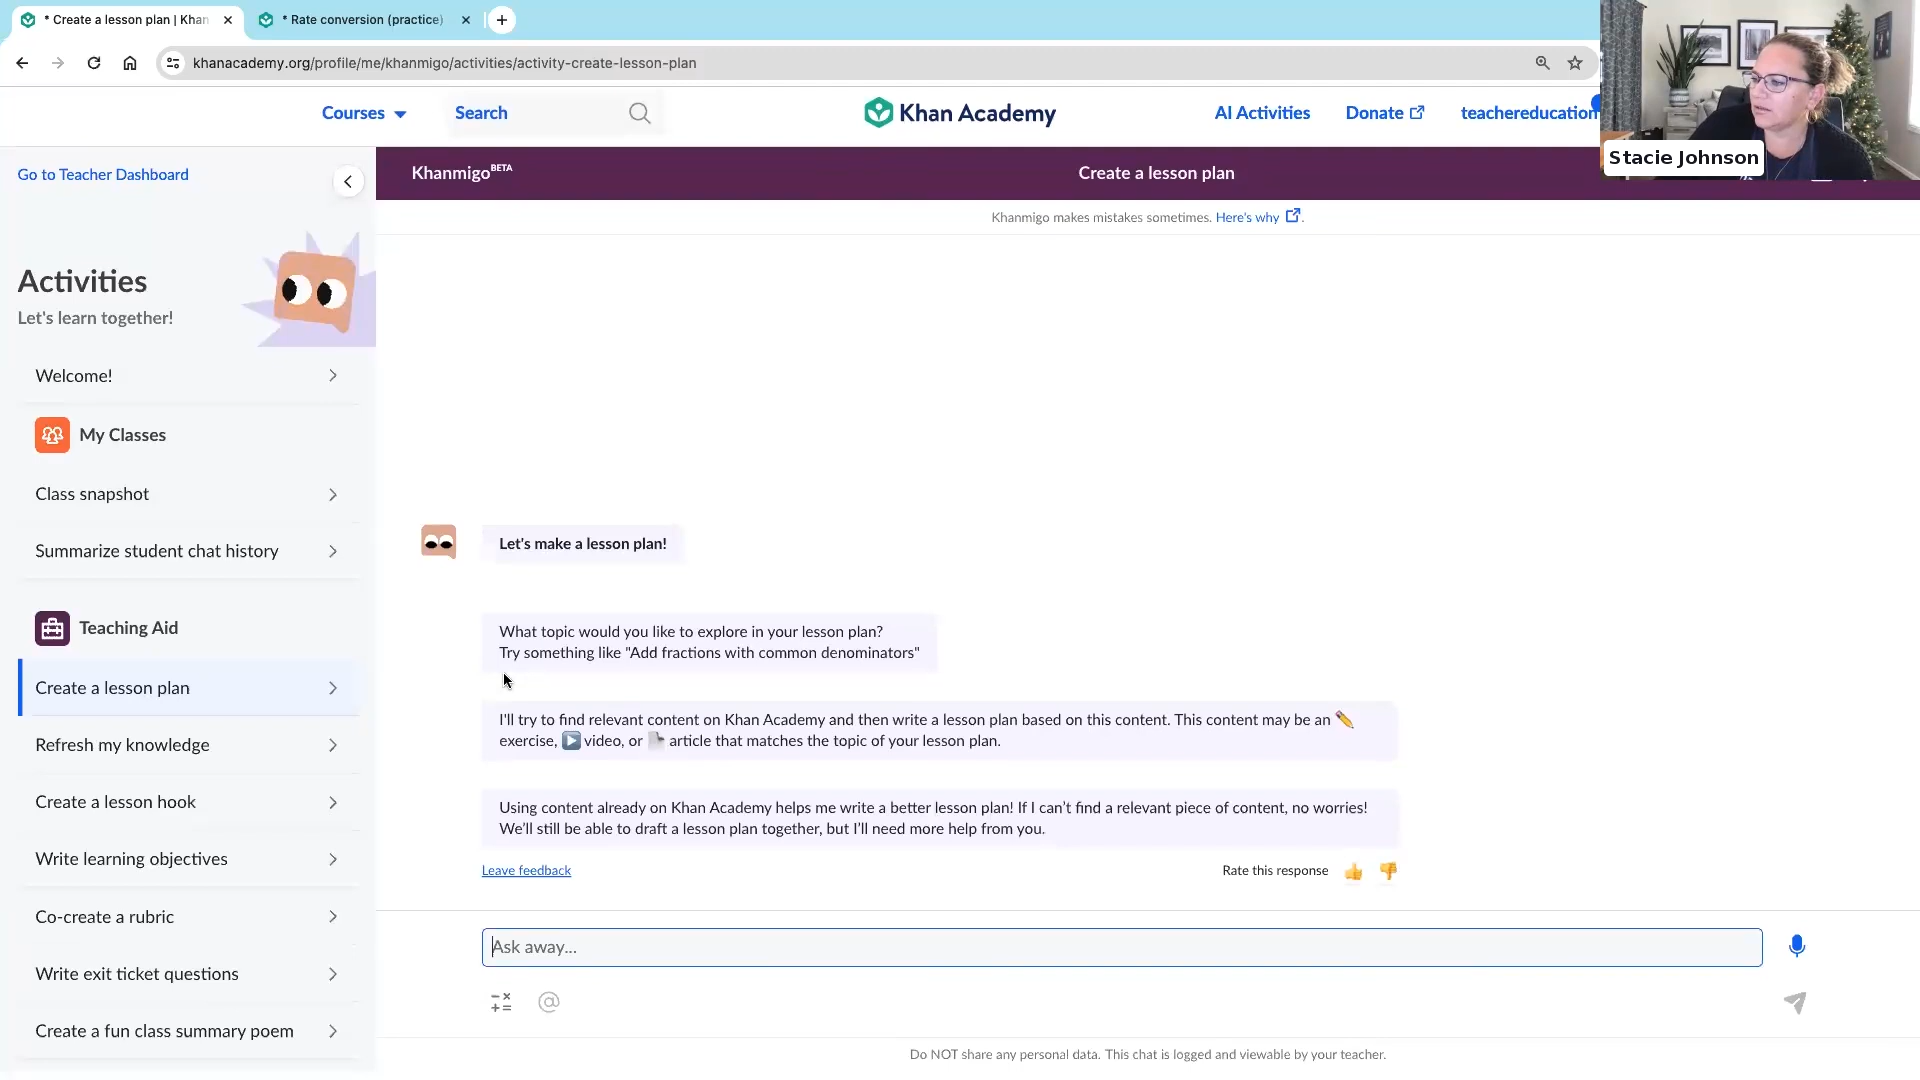 * Create a lesson plan | Khan
* Rate conversion (practice)
khanacademy.org/profile/me/khanmigo/activities/activity-create-lesson-plan
Courses
Search
Khan Academy
AI Activities
Donate
teachereducation
Stacie Johnson
Go to Teacher Dashboard
Khanmigo BETA
Create a lesson plan
Khanmigo makes mistakes sometimes. Here's why.
Activities
Let's learn together!
Welcome!
My Classes
Class snapshot
Summarize student chat history
Teaching Aid
Create a lesson plan
Refresh my knowledge
Create a lesson hook
Write learning objectives
Co-create a rubric
Write exit ticket questions
Create a fun class summary poem
Let's make a lesson plan!
What topic would you like to explore in your lesson plan?
Try something like "Add fractions with common denominators"
I'll try to find relevant content on Khan Academy and then write a lesson plan based on this content. This content may be an ✏️
exercise, ▶️ video, or 📄 article that matches the topic of your lesson plan.
Using content already on Khan Academy helps me write a better lesson plan! If I can't find a relevant piece of content, no worries!
We'll still be able to draft a lesson plan together, but I'll need more help from you.
Leave feedback
Rate this response 👍 👎
Ask away...
Do NOT share any personal data. This chat is logged and viewable by your teacher.